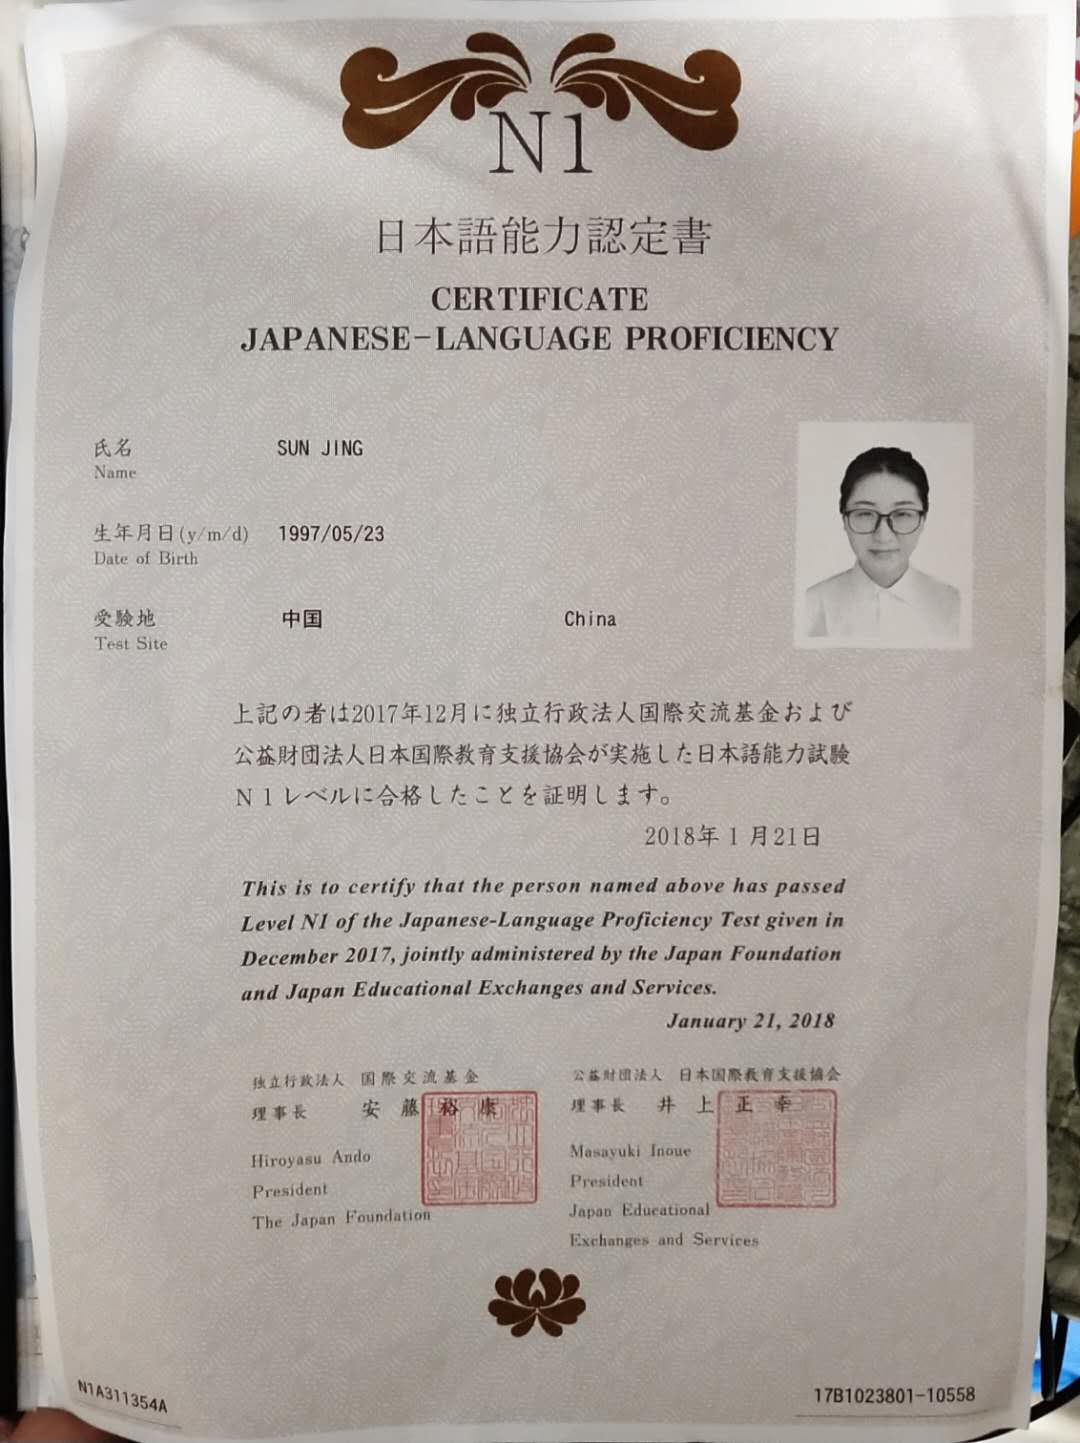 N1
日本語能力認定書
CERTIFICATE
JAPANESE-LANGUAGE PROFICIENCY
氏名 SUN JING
Name
生年月日(y/m/d) 1997/05/23
Date of Birth
受験地 中国 China
Test Site
上記の者は2017年12月に独立行政法人国際交流基金および
公益財団法人日本国際教育支援協会が実施した日本語能力試験
N1レベルに合格したことを証明します。
2018年1月21日
This is to certify that the person named above has passed
Level N1 of the Japanese-Language Proficiency Test given in
December 2017, jointly administered by the Japan Foundation
and Japan Educational Exchanges and Services.
January 21, 2018
独立行政法人 国際交流基金
理事長 安藤裕康
Hiroyasu Ando
President
The Japan Foundation
公益財団法人 日本国際教育支援協会
理事長 井上正幸
Masayuki Inoue
President
Japan Educational
Exchanges and Services
N1A311354A
17B1023801-10558